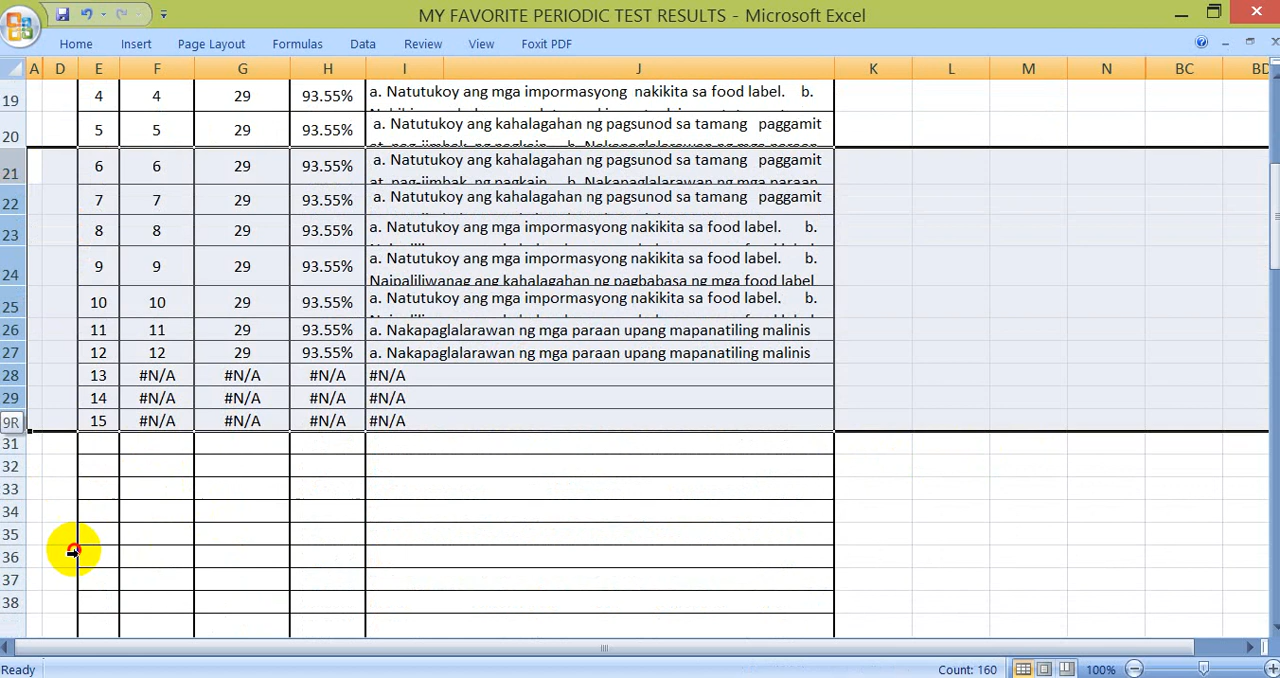 MY FAVORITE PERIODIC TEST RESULTS - Microsoft Excel
Home Insert Page Layout Formulas Data Review View Foxit PDF
A D E F G H I J K L M N BC BD
19 4 4 29 93.55% a. Natutukoy ang mga impormasyong nakikita sa food label. b.
20 5 5 29 93.55% a. Natutukoy ang kahalagahan ng pagsunod sa tamang paggamit
at pag-iimbak ng pagkain. b. Nakapaglalarawan ng mga paraan
21 6 6 29 93.55% a. Natutukoy ang kahalagahan ng pagsunod sa tamang paggamit
at pag-iimbak ng pagkain. b. Nakapaglalarawan ng mga paraan
22 7 7 29 93.55% a. Natutukoy ang kahalagahan ng pagsunod sa tamang paggamit
23 8 8 29 93.55% a. Natutukoy ang mga impormasyong nakikita sa food label. b.
24 9 9 29 93.55% a. Natutukoy ang mga impormasyong nakikita sa food label. b.
Naipaliliwanag ang kahalagahan ng pagbabasa ng mga food label
25 10 10 29 93.55% a. Natutukoy ang mga impormasyong nakikita sa food label. b.
26 11 11 29 93.55% a. Nakapaglalarawan ng mga paraan upang mapanatiling malinis
27 12 12 29 93.55% a. Nakapaglalarawan ng mga paraan upang mapanatiling malinis
28 13 #N/A #N/A #N/A #N/A
29 14 #N/A #N/A #N/A #N/A
9R 15 #N/A #N/A #N/A #N/A
31
32
33
34
35
36
37
38
Ready Count: 160 100%